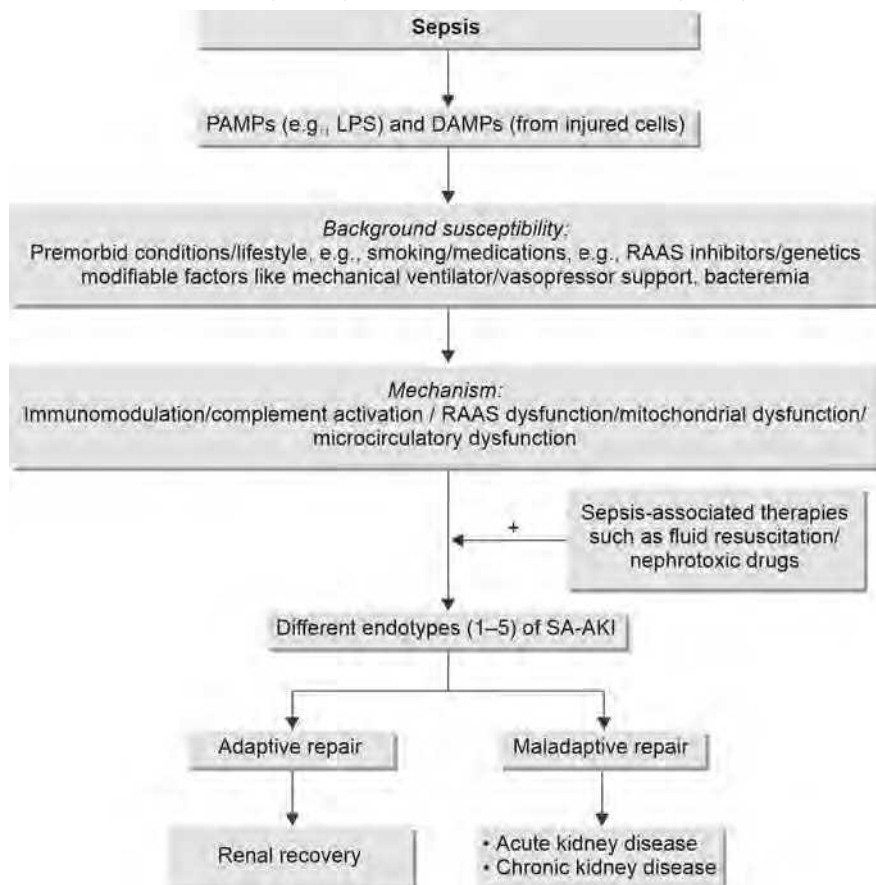 Sepsis
PAMPs (e.g., LPS) and DAMPs (from injured cells)
Background susceptibility:
Premorbid conditions/lifestyle, e.g., smoking/medications, e.g., RAAS inhibitors/genetics
modifiable factors like mechanical ventilator/vasopressor support, bacteremia
Mechanism:
Immunomodulation/complement activation / RAAS dysfunction/mitochondrial dysfunction/
microcirculatory dysfunction
+
Sepsis-associated therapies
such as fluid resuscitation/
nephrotoxic drugs
Different endotypes (1–5) of SA-AKI
Adaptive repair
Maladaptive repair
Renal recovery
• Acute kidney disease
• Chronic kidney disease